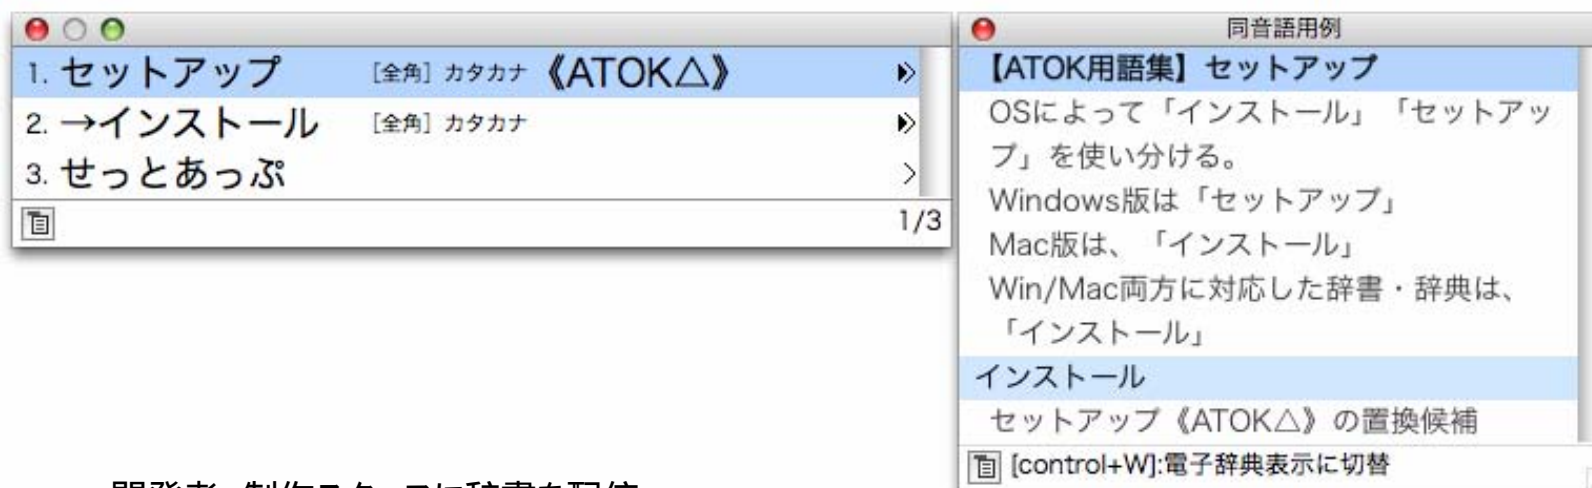 1. セットアップ [全角] カタカナ 《ATOK△》
2. →インストール [全角] カタカナ
3. せっとあっぷ
1/3
同音語用例
【ATOK用語集】セットアップ
OSによって「インストール」「セットアッ
プ」を使い分ける。
Windows版は「セットアップ」
Mac版は、「インストール」
Win/Mac両方に対応した辞書・辞典は、
「インストール」
インストール
セットアップ《ATOK△》の置換候補
[control+W]:電子辞典表示に切替